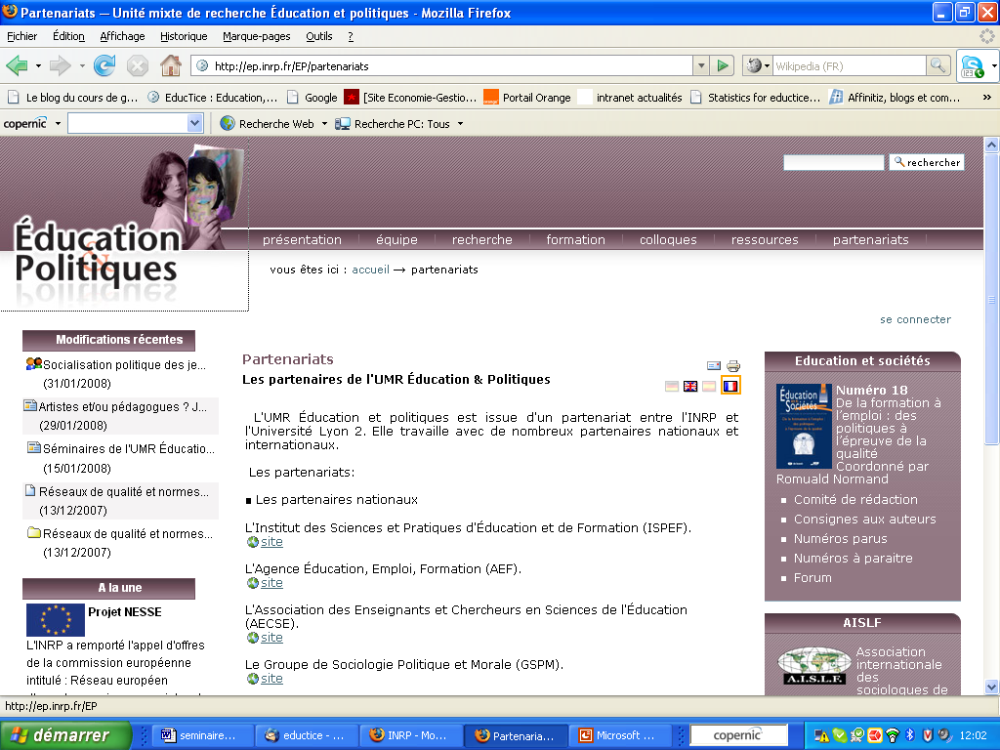 Partenariats — Unité mixte de recherche Éducation et politiques - Mozilla Firefox
Fichier Édition Affichage Historique Marque-pages Outils ?
http://ep.inrp.fr/EP/partenariats
Wikipedia (FR)
Le blog du cours de g... EducTice : Education,... Google [Site Economie-Gestio... Portail Orange intranet actualités Statistics for eductice... Affinitiz, blogs et com... »
copernic Recherche Web Recherche PC: Tous
rechercher
Éducation
&
Politiques
présentation équipe recherche formation colloques ressources partenariats
vous êtes ici : accueil → partenariats
se connecter
Modifications récentes
Socialisation politique des je...
(31/01/2008)
Artistes et/ou pédagogues ? J...
(29/01/2008)
Séminaires de l'UMR Éducatio...
(15/01/2008)
Réseaux de qualité et normes...
(13/12/2007)
Réseaux de qualité et normes...
(13/12/2007)
A la une
Projet NESSE
L'INRP a remporté l'appel d'offres
de la commission européenne
intitulé : Réseau européen
Partenariats
Les partenaires de l'UMR Éducation & Politiques
L'UMR Éducation et politiques est issue d'un partenariat entre l'INRP et
l'Université Lyon 2. Elle travaille avec de nombreux partenaires nationaux et
internationaux.
Les partenariats:
▪ Les partenaires nationaux
L'Institut des Sciences et Pratiques d'Éducation et de Formation (ISPEF).
site
L'Agence Éducation, Emploi, Formation (AEF).
site
L'Association des Enseignants et Chercheurs en Sciences de l'Éducation
(AECSE).
site
Le Groupe de Sociologie Politique et Morale (GSPM).
site
Education et sociétés
Éducation
Sociétés
Numéro 18
De la formation à
l'emploi : des
politiques à
l'épreuve de la
qualité
Coordonné par
Romuald Normand
Comité de rédaction
Consignes aux auteurs
Numéros parus
Numéros à paraitre
Forum
AISLF
A.I.S.L.F.
Association
internationale
des
sociologues de
http://ep.inrp.fr/EP
démarrer seminaire... eductice - ... INRP - Mo... Partenaria... Microsoft ... copernic 12:02